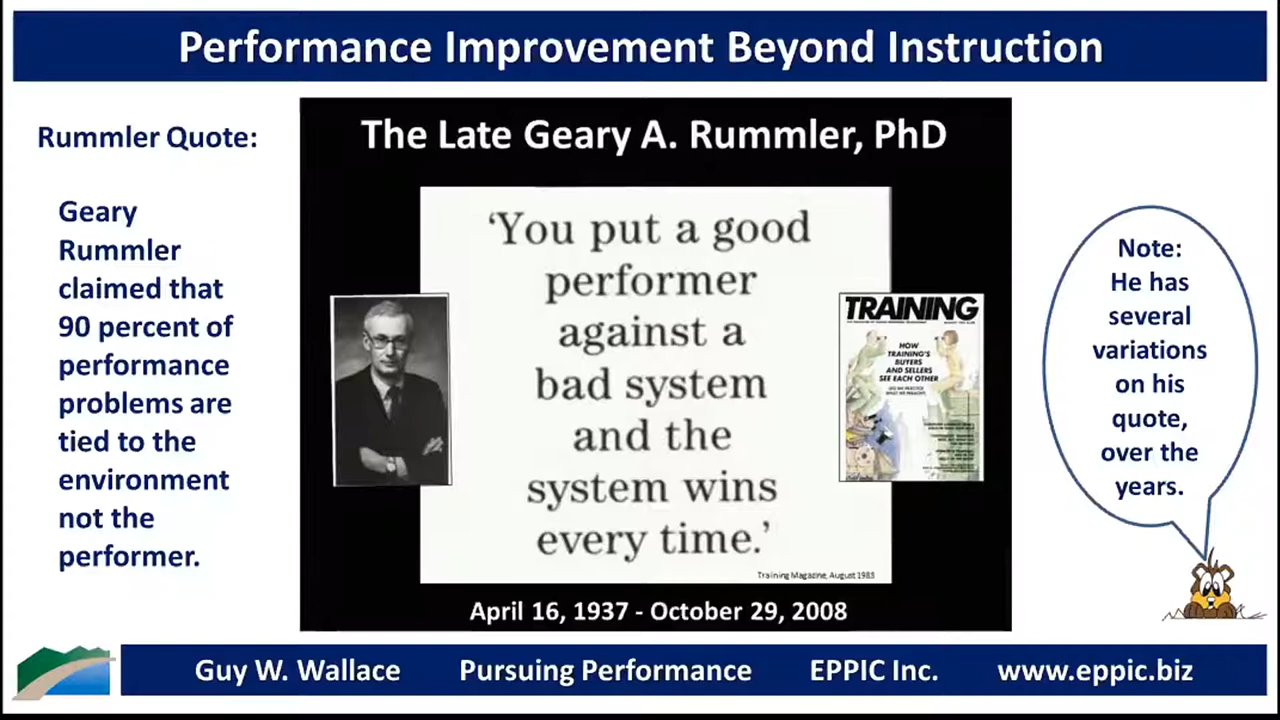 Performance Improvement Beyond Instruction
Rummler Quote:
Geary
Rummler
claimed that
90 percent of
performance
problems are
tied to the
environment
not the
performer.
The Late Geary A. Rummler, PhD
‘You put a good
performer
against a
bad system
and the
system wins
every time.’
Training Magazine, August 1983
TRAINING
HOW
TRAINING'S
BUYERS
AND SELLERS
SEE EACH OTHER
April 16, 1937 - October 29, 2008
Note:
He has
several
variations
on his
quote,
over the
years.
Guy W. Wallace Pursuing Performance EPPIC Inc. www.eppic.biz